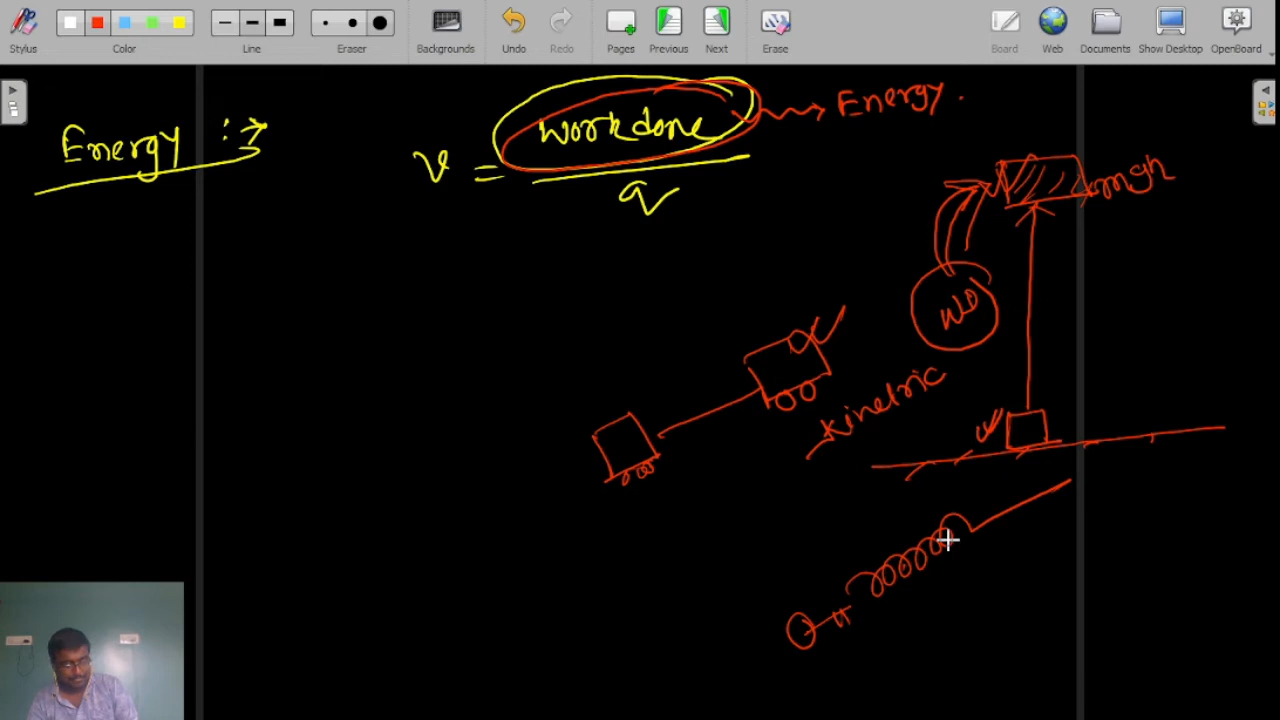 Stylus
Color
Line
Eraser
Backgrounds
Undo
Redo
Pages
Previous
Next
Erase
Board
Web
Documents
Show Desktop
OpenBoard
Energy :→
V = Workdone / q
Energy.
mgh
WD
Kinetric